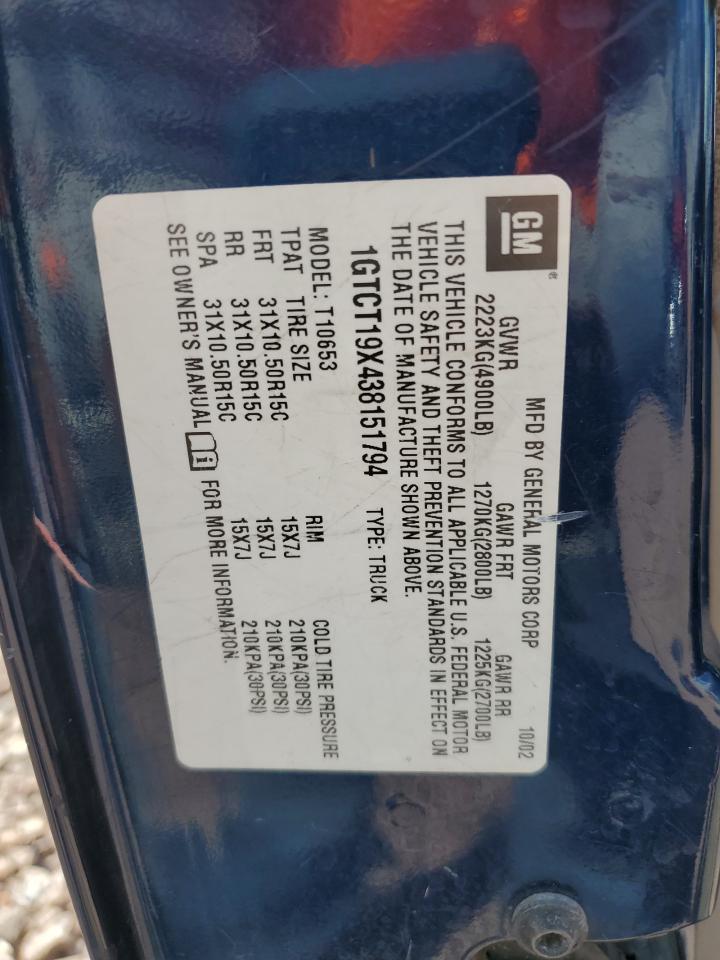 GM®
MFD BY GENERAL MOTORS CORP 10/02
GVWR GAWR FRT GAWR RR
2223KG(4900LB) 1270KG(2800LB) 1225KG(2700LB)
THIS VEHICLE CONFORMS TO ALL APPLICABLE U.S. FEDERAL MOTOR
VEHICLE SAFETY AND THEFT PREVENTION STANDARDS IN EFFECT ON
THE DATE OF MANUFACTURE SHOWN ABOVE.
1GTCT19X438151794 TYPE: TRUCK
MODEL: T10653
TPAT TIRE SIZE RIM COLD TIRE PRESSURE
FRT 31X10.50R15C 15X7J 210KPA(30PSI)
RR 31X10.50R15C 15X7J 210KPA(30PSI)
SPA 31X10.50R15C 15X7J 210KPA(30PSI)
SEE OWNER'S MANUAL FOR MORE INFORMATION.